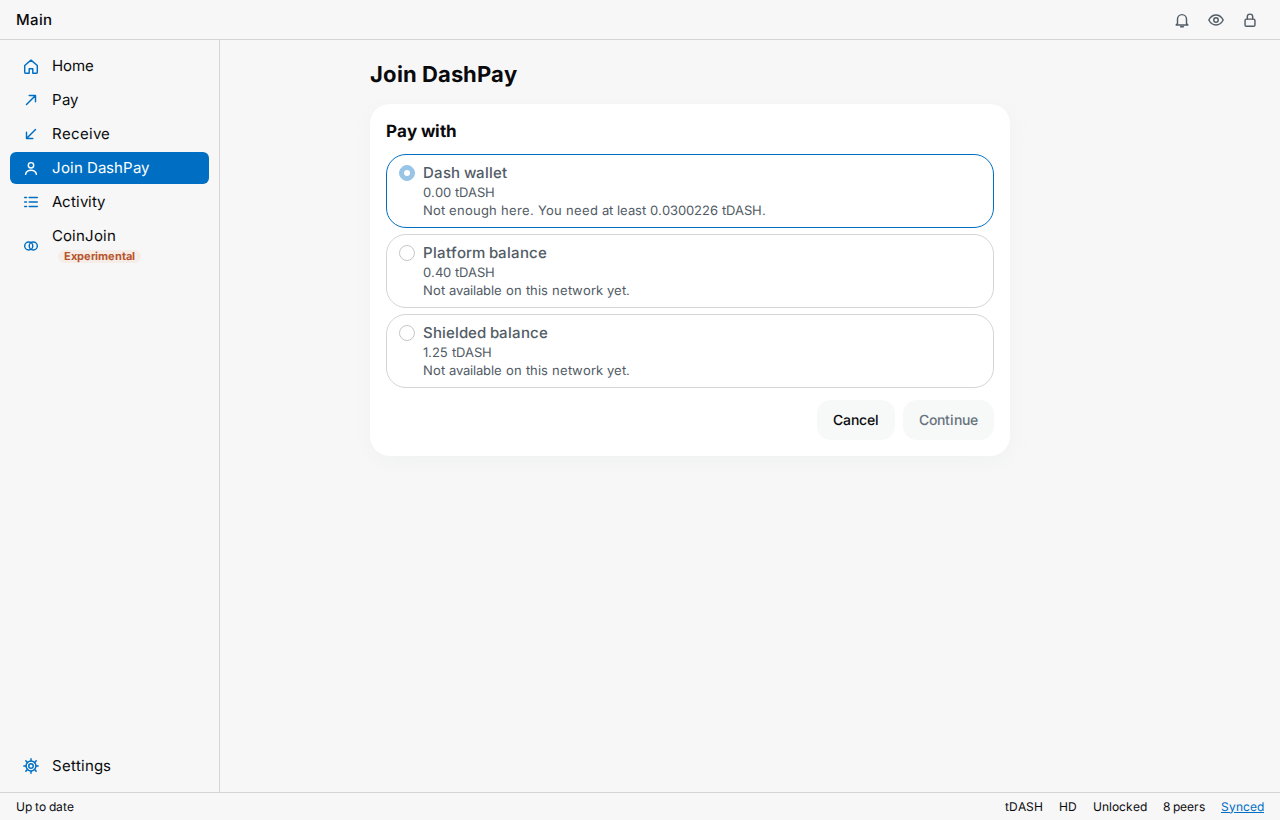 Main
Home
Pay
Receive
Join DashPay
Activity
CoinJoin
Experimental
Settings
Join DashPay
Pay with
Dash wallet
0.00 tDASH
Not enough here. You need at least 0.0300226 tDASH.
Platform balance
0.40 tDASH
Not available on this network yet.
Shielded balance
1.25 tDASH
Not available on this network yet.
Cancel Continue
Up to date tDASH HD Unlocked 8 peers Synced